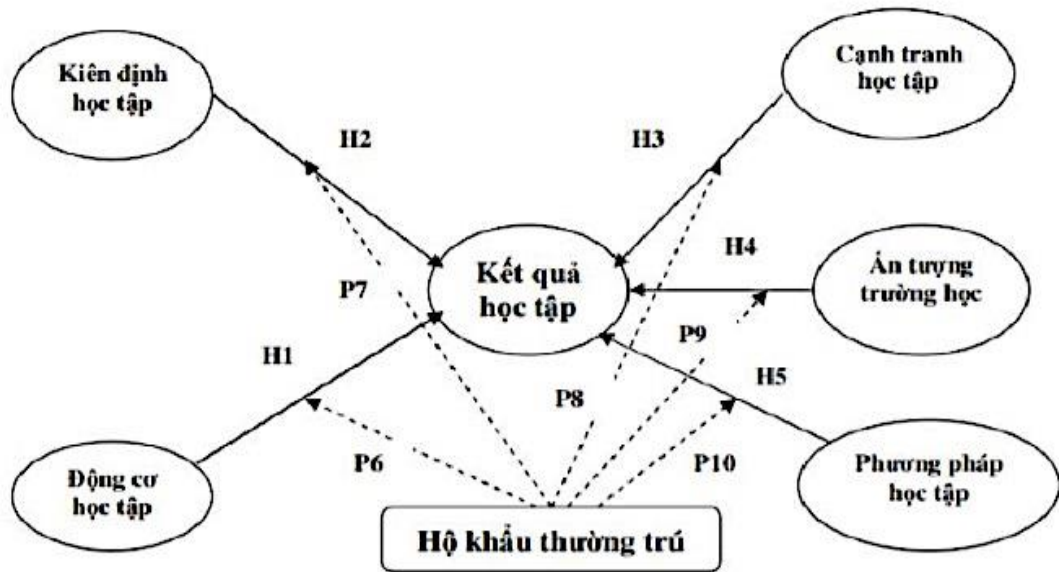 Kiên định
học tập
Cạnh tranh
học tập
H2
H3
Kết quả
học tập
H4
Ấn tượng
trường học
P7
P9
H1
H5
P8
P6
P10
Động cơ
học tập
Phương pháp
học tập
Hộ khẩu thường trú